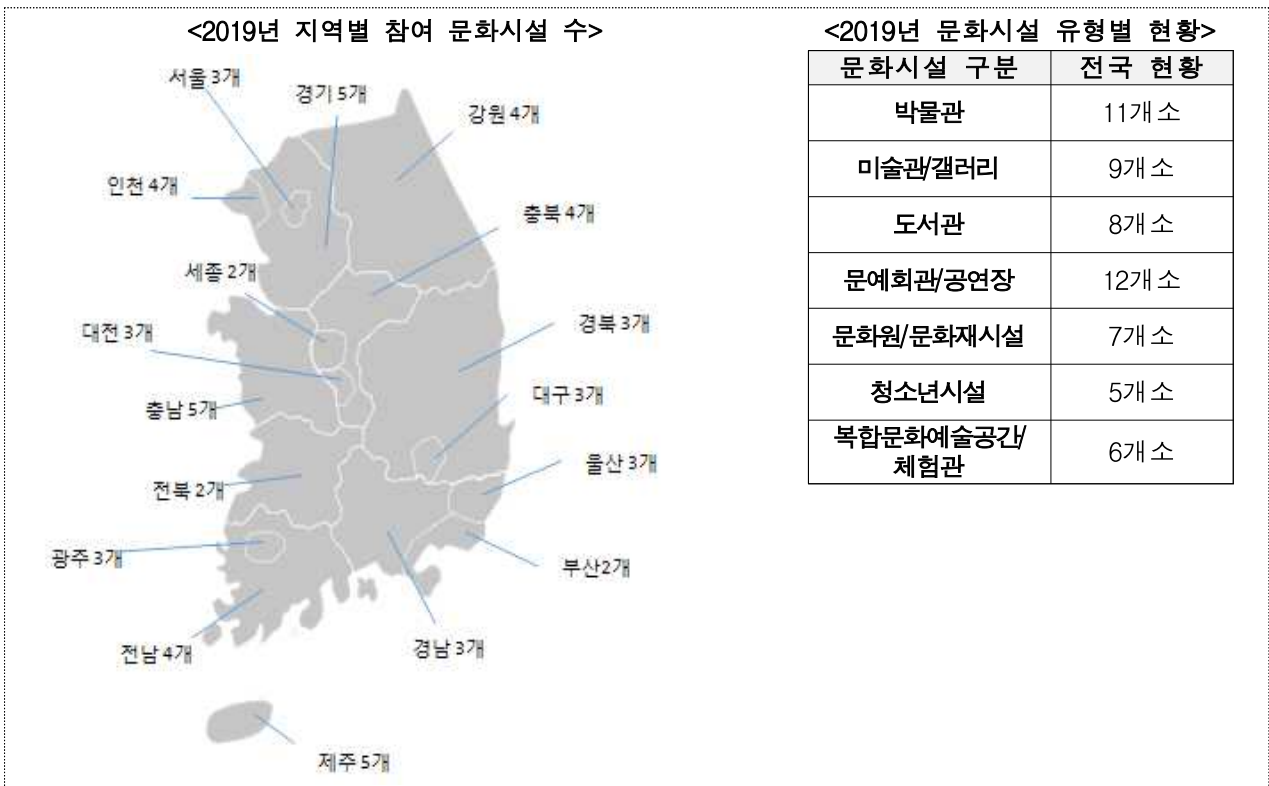 <2019년 지역별 참여 문화시설 수>
서울 3개
경기 5개
강원 4개
인천 4개
충북 4개
세종 2개
대전 3개
경북 3개
충남 5개
대구 3개
울산 3개
전북 2개
광주 3개
부산2개
전남 4개
경남 3개
제주 5개
<2019년 문화시설 유형별 현황>
문화시설 구분 전국 현황
박물관 11개소
미술관/갤러리 9개소
도서관 8개소
문예회관/공연장 12개소
문화원/문화재시설 7개소
청소년시설 5개소
복합문화예술공간/
체험관 6개소